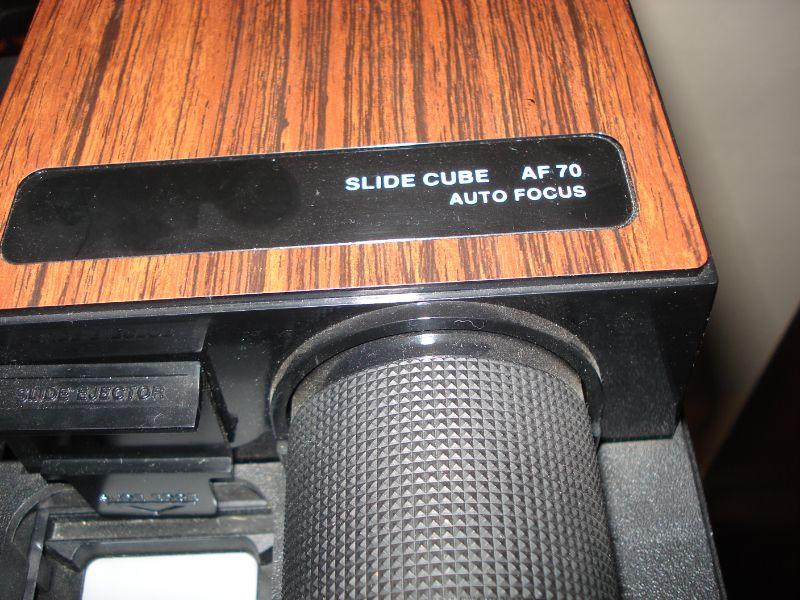 SLIDE CUBE AF 70
AUTO FOCUS
SLIDE EJECTOR